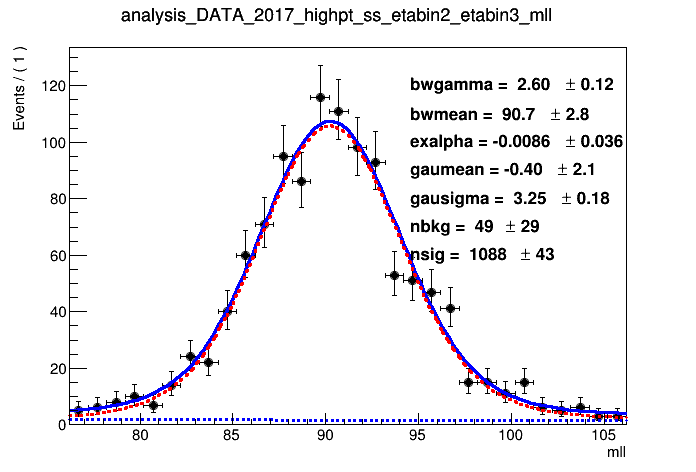 analysis_DATA_2017_highpt_ss_etabin2_etabin3_mll
Events / ( 1 )
120
100
80
60
40
20
0
bwgamma = 2.60 ± 0.12
bwmean = 90.7 ± 2.8
exalpha = -0.0086 ± 0.036
gaumean = -0.40 ± 2.1
gausigma = 3.25 ± 0.18
nbkg = 49 ± 29
nsig = 1088 ± 43
80 85 90 95 100 105
mll